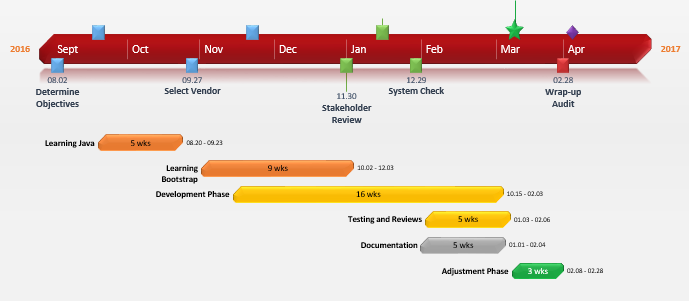 2016
Sept
Oct
Nov
Dec
Jan
Feb
Mar
Apr
2017
08.02
Determine
Objectives
09.27
Select Vendor
11.30
Stakeholder
Review
12.29
System Check
02.28
Wrap-up
Audit
Learning Java
5 wks
08.20 - 09.23
Learning
Bootstrap
9 wks
10.02 - 12.03
Development Phase
16 wks
10.15 - 02.03
Testing and Reviews
5 wks
01.03 - 02.06
Documentation
5 wks
01.01 - 02.04
Adjustment Phase
3 wks
02.08 - 02.28